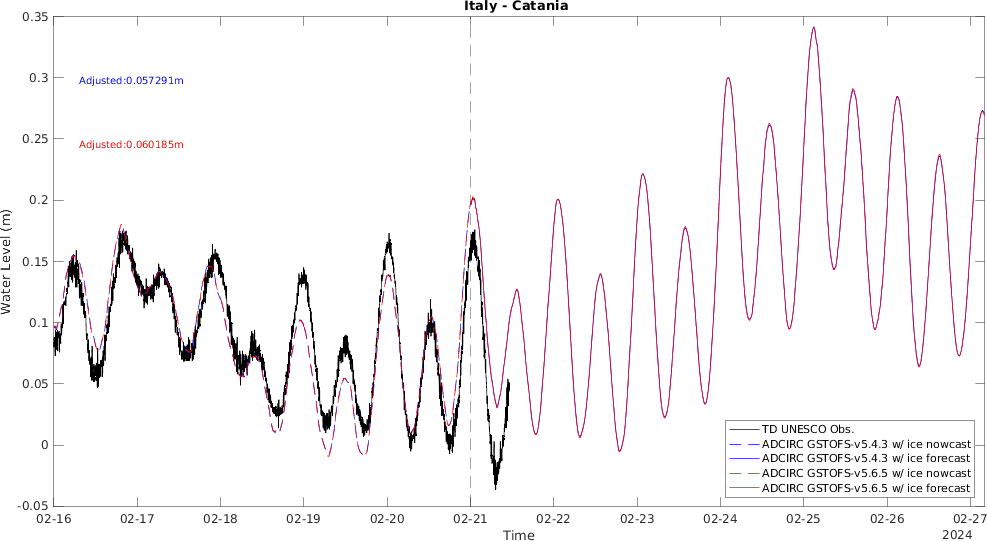 Italy - Catania
0.35
0.3
0.25
0.2
0.15
0.1
0.05
0
-0.05
Water Level (m)
Adjusted:0.057291m
Adjusted:0.060185m
TD UNESCO Obs.
ADCIRC GSTOFS-v5.4.3 w/ ice nowcast
ADCIRC GSTOFS-v5.4.3 w/ ice forecast
ADCIRC GSTOFS-v5.6.5 w/ ice nowcast
ADCIRC GSTOFS-v5.6.5 w/ ice forecast
02-16 02-17 02-18 02-19 02-20 02-21 02-22 02-23 02-24 02-25 02-26 02-27
Time
2024